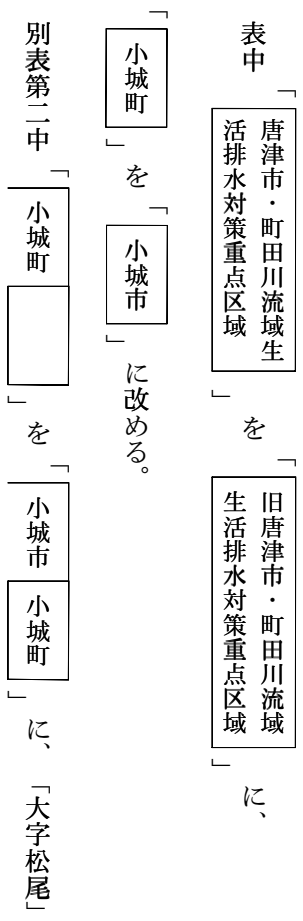 表中「唐津市・町田川流域生活排水対策重点区域」を「旧唐津市・町田川流域生活排水対策重点区域」に、
「小城町」を「小城市」に改める。
別表第二中「小城町」を「小城市 小城町」に、「大字松尾」